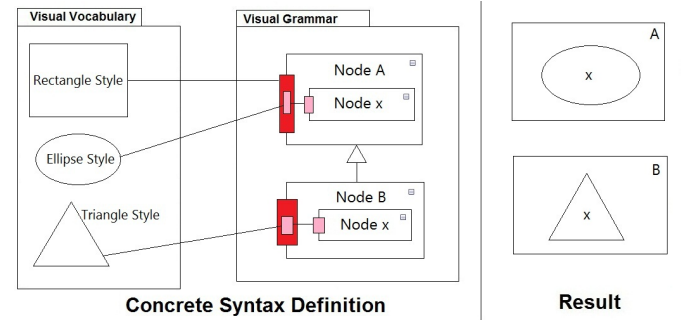 Visual Vocabulary
Rectangle Style
Ellipse Style
Triangle Style
Visual Grammar
Node A
Node x
Node B
Node x
Concrete Syntax Definition
A
x
B
x
Result